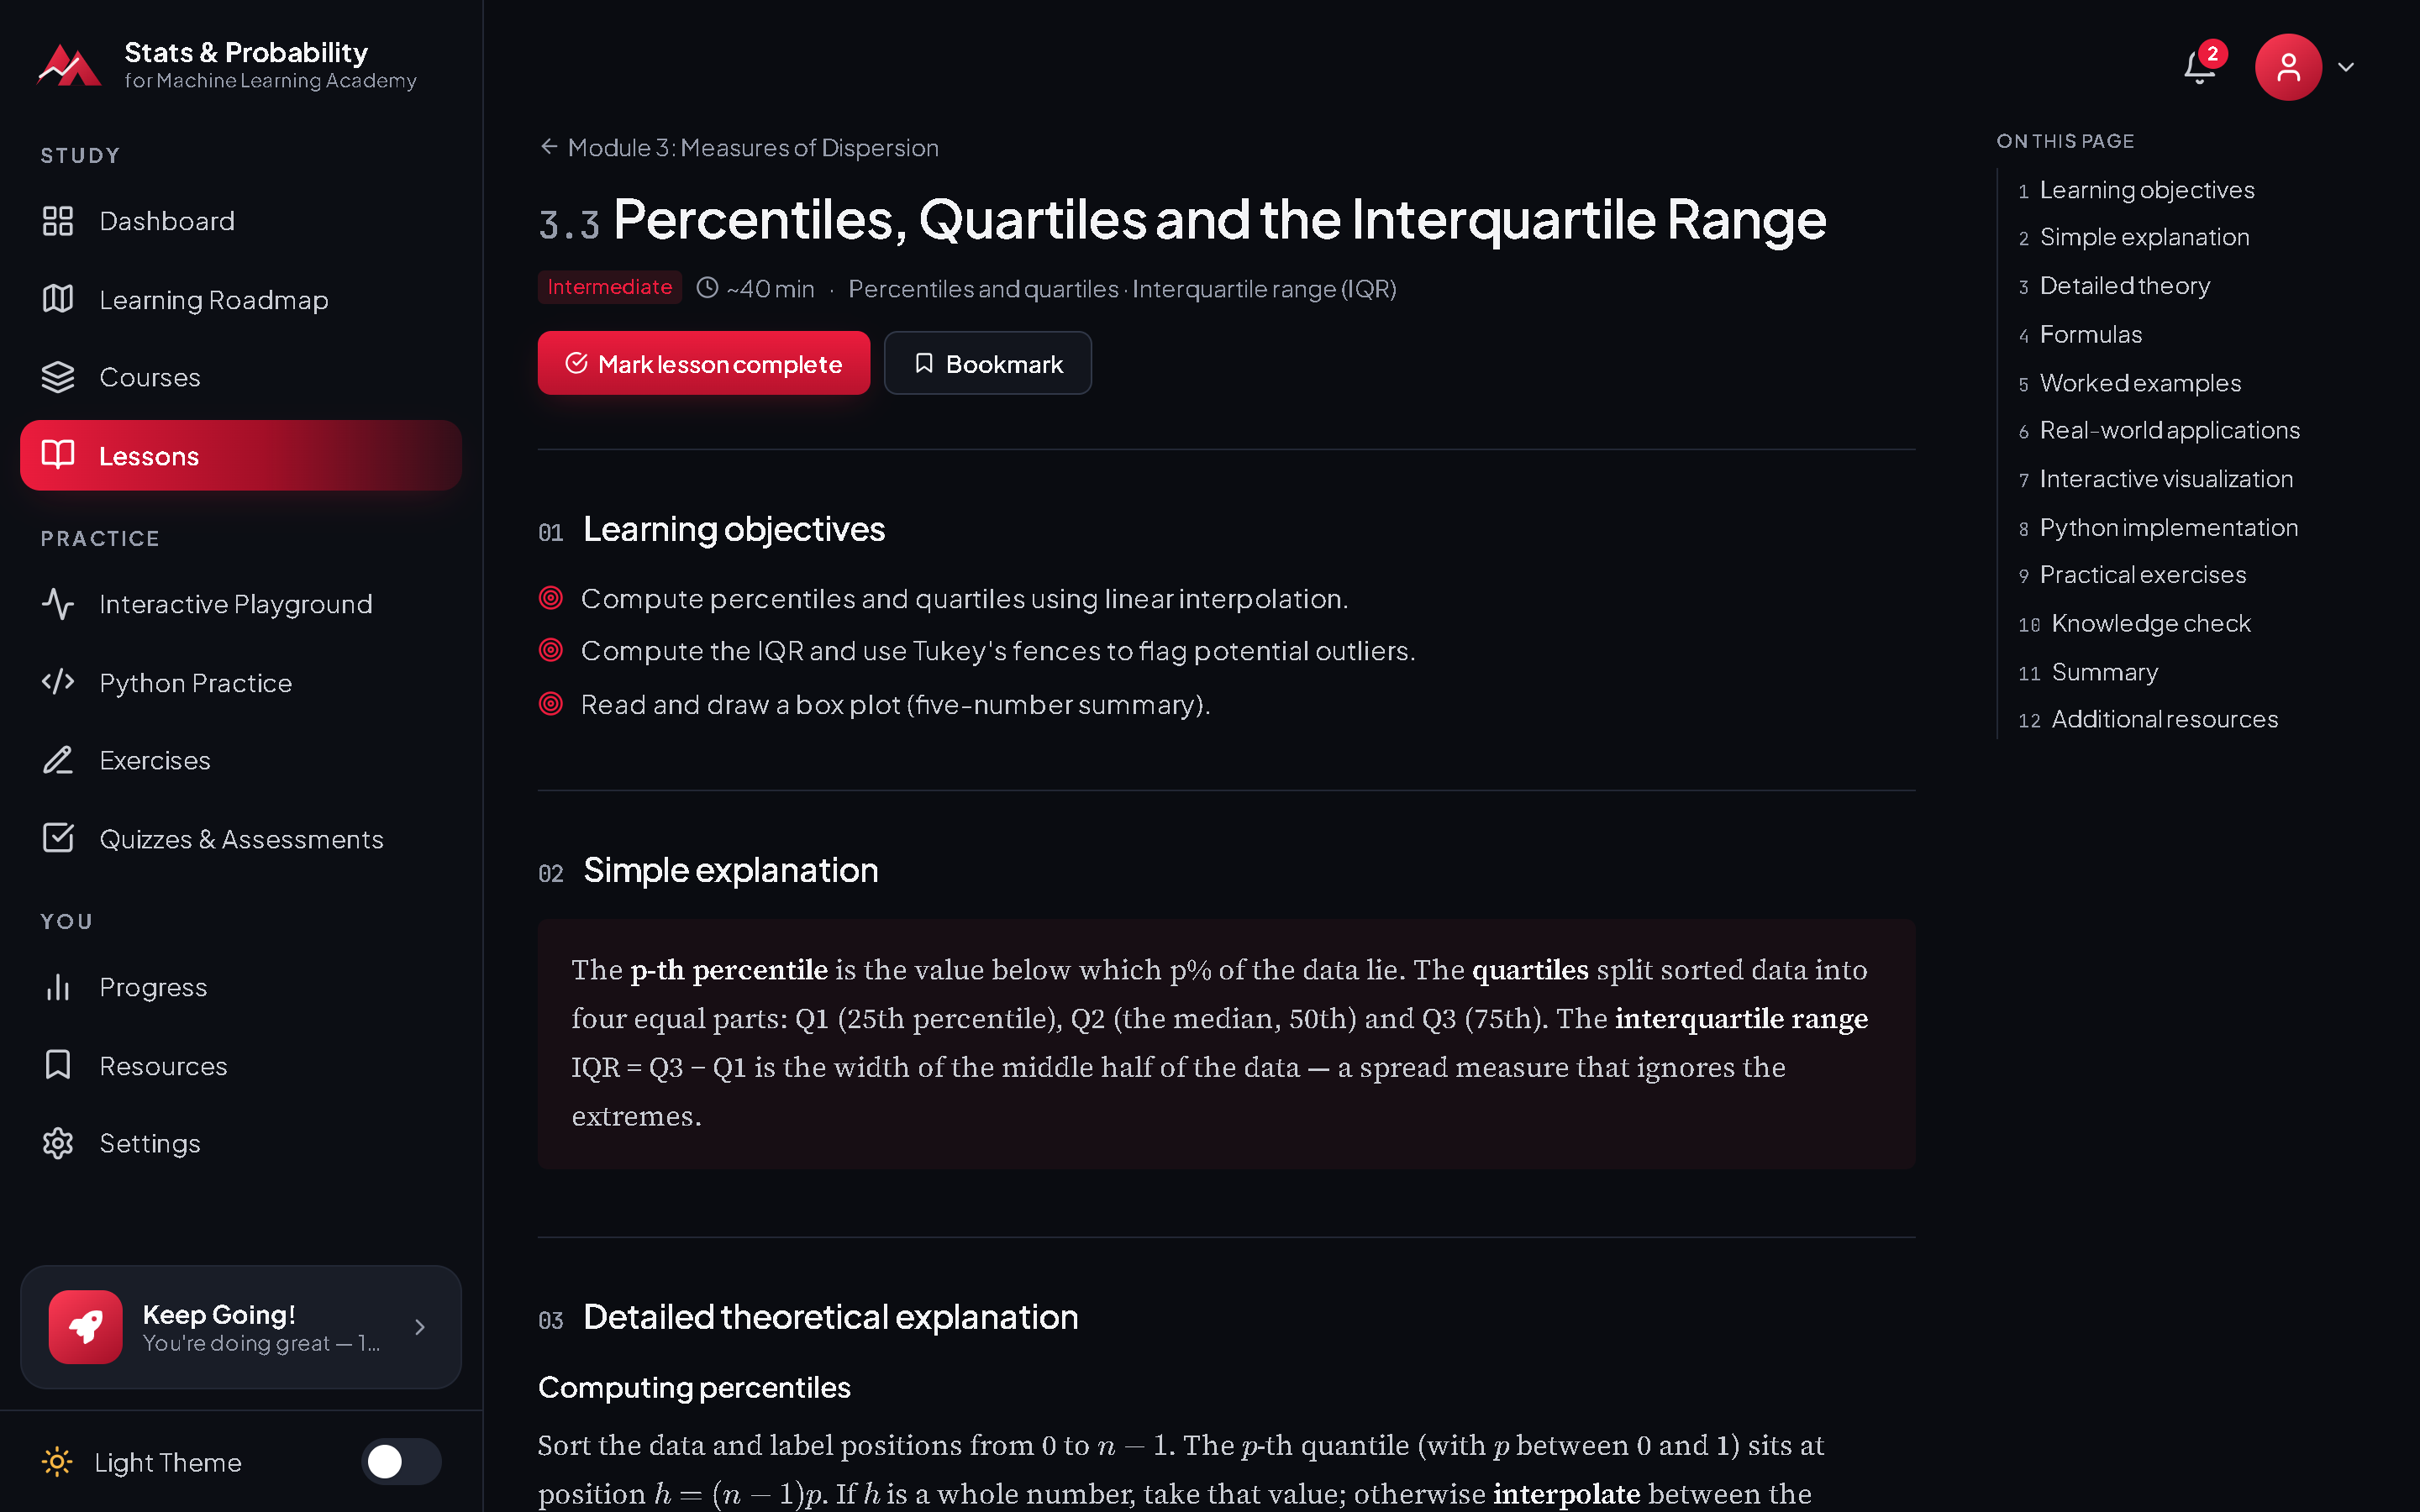 Stats & Probability
for Machine Learning Academy
STUDY
Dashboard
Learning Roadmap
Courses
Lessons
PRACTICE
Interactive Playground
Python Practice
Exercises
Quizzes & Assessments
YOU
Progress
Resources
Settings
Keep Going!
You're doing great — 1...
Light Theme
2
← Module 3: Measures of Dispersion
3.3 Percentiles, Quartiles and the Interquartile Range
Intermediate ~40 min · Percentiles and quartiles · Interquartile range (IQR)
Mark lesson complete
Bookmark
01 Learning objectives
Compute percentiles and quartiles using linear interpolation.
Compute the IQR and use Tukey's fences to flag potential outliers.
Read and draw a box plot (five-number summary).
02 Simple explanation
The p-th percentile is the value below which p% of the data lie. The quartiles split sorted data into
four equal parts: Q1 (25th percentile), Q2 (the median, 50th) and Q3 (75th). The interquartile range
IQR = Q3 − Q1 is the width of the middle half of the data — a spread measure that ignores the
extremes.
03 Detailed theoretical explanation
Computing percentiles
Sort the data and label positions from 0 to n − 1. The p-th quantile (with p between 0 and 1) sits at
position h = (n − 1)p. If h is a whole number, take that value; otherwise interpolate between the
ON THIS PAGE
1 Learning objectives
2 Simple explanation
3 Detailed theory
4 Formulas
5 Worked examples
6 Real-world applications
7 Interactive visualization
8 Python implementation
9 Practical exercises
10 Knowledge check
11 Summary
12 Additional resources